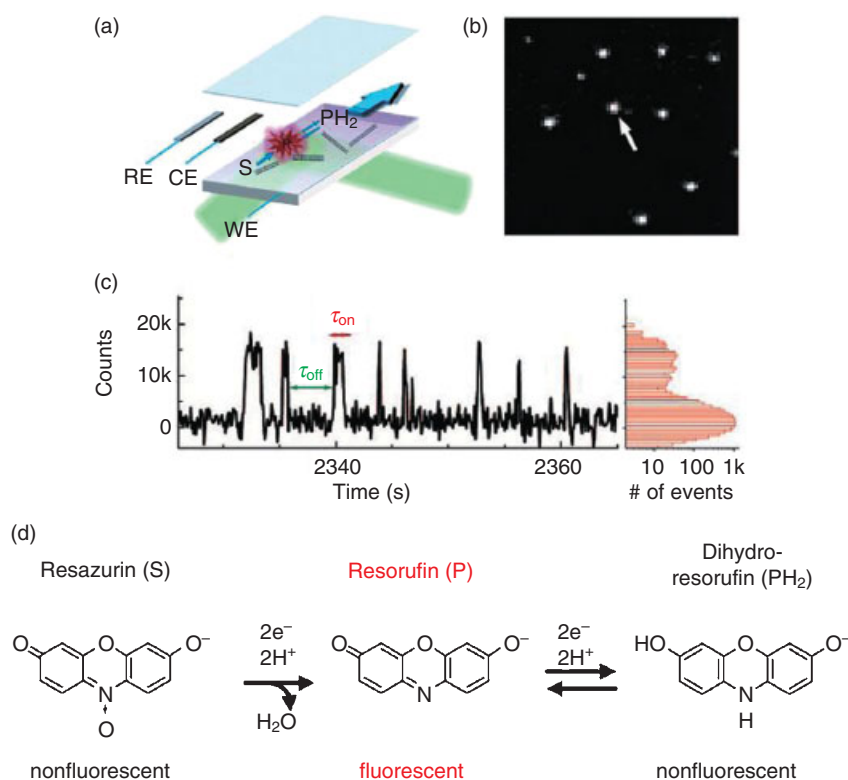 (a)
RE
CE
S
PH2
WE
(b)
(c)
Counts
20k
10k
0
τon
τoff
2340
2360
Time (s)
10
100
1k
# of events
(d)
Resazurin (S)
Resorufin (P)
Dihydro-
resorufin (PH2)
O
O
O−
N
O
2e−
2H+
H2O
O
O
O−
N
2e−
2H+
HO
O
O−
N
H
nonfluorescent
fluorescent
nonfluorescent